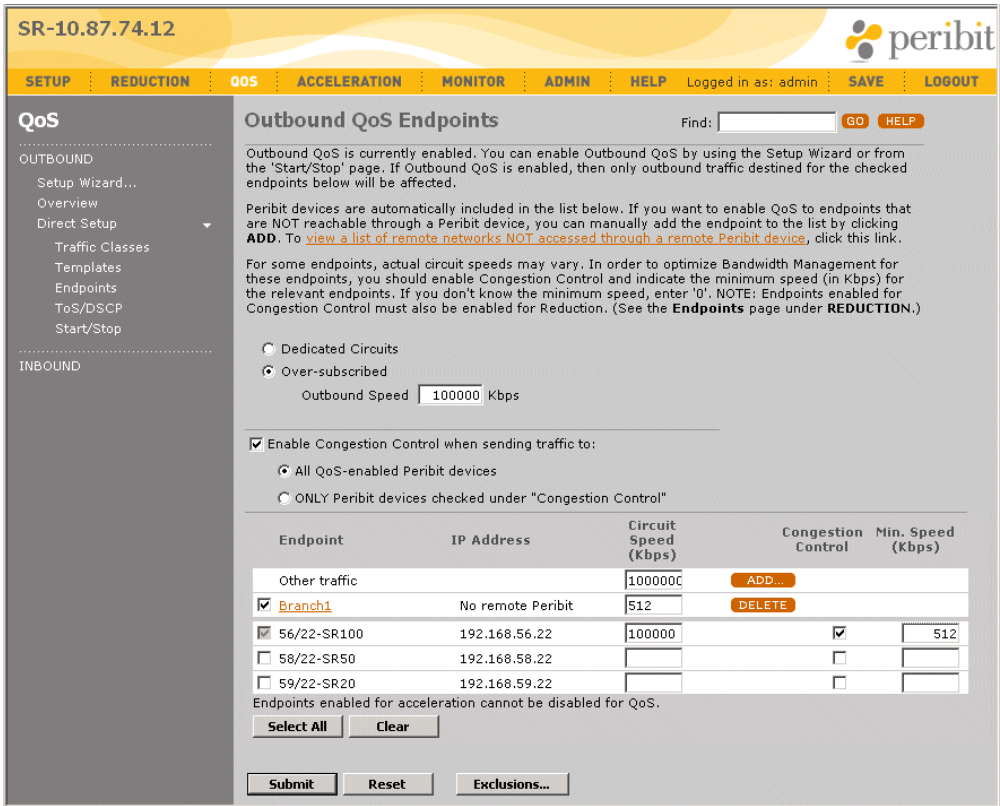 SR-10.87.74.12
peribit
SETUP REDUCTION QOS ACCELERATION MONITOR ADMIN HELP Logged in as: admin SAVE LOGOUT
QoS
OUTBOUND
Setup Wizard...
Overview
Direct Setup
Traffic Classes
Templates
Endpoints
ToS/DSCP
Start/Stop
INBOUND
Outbound QoS Endpoints
Find: GO HELP
Outbound QoS is currently enabled. You can enable Outbound QoS by using the Setup Wizard or from
the 'Start/Stop' page. If Outbound QoS is enabled, then only outbound traffic destined for the checked
endpoints below will be affected.
Peribit devices are automatically included in the list below. If you want to enable QoS to endpoints that
are NOT reachable through a Peribit device, you can manually add the endpoint to the list by clicking
ADD. To view a list of remote networks NOT accessed through a remote Peribit device, click this link.
For some endpoints, actual circuit speeds may vary. In order to optimize Bandwidth Management for
these endpoints, you should enable Congestion Control and indicate the minimum speed (in Kbps) for
the relevant endpoints. If you don't know the minimum speed, enter '0'. NOTE: Endpoints enabled for
Congestion Control must also be enabled for Reduction. (See the Endpoints page under REDUCTION.)
Dedicated Circuits
Over-subscribed
Outbound Speed 100000 Kbps
Enable Congestion Control when sending traffic to:
All QoS-enabled Peribit devices
ONLY Peribit devices checked under "Congestion Control"
Endpoint IP Address Circuit Speed (Kbps) Congestion Control Min. Speed (Kbps)
Other traffic 1000000 ADD...
Branch1 No remote Peribit 512 DELETE
56/22-SR100 192.168.56.22 100000 512
58/22-SR50 192.168.58.22
59/22-SR20 192.168.59.22
Endpoints enabled for acceleration cannot be disabled for QoS.
Select All Clear
Submit Reset Exclusions...